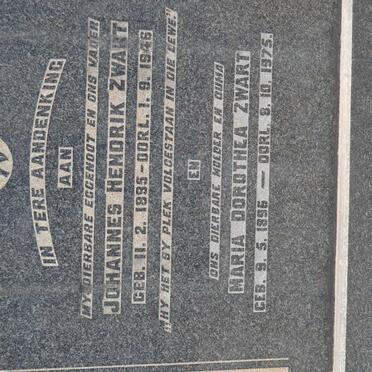 IN TERE AANDENKING
AAN
MY DIERBARE EGGENOOT EN ONS VADER
JOHANNES HENDRIK ZWART
GEB. 11. 2. 1895 - OORL. 1. 9. 1946
"HY HET SY PLEK VOLGESTAAN IN DIE LEWE."
EN
ONS DIERBARE MOEDER EN OUMA
MARIA DOROTHEA ZWART
GEB. 9. 5. 1896 — OORL. 8. 10. 1975.